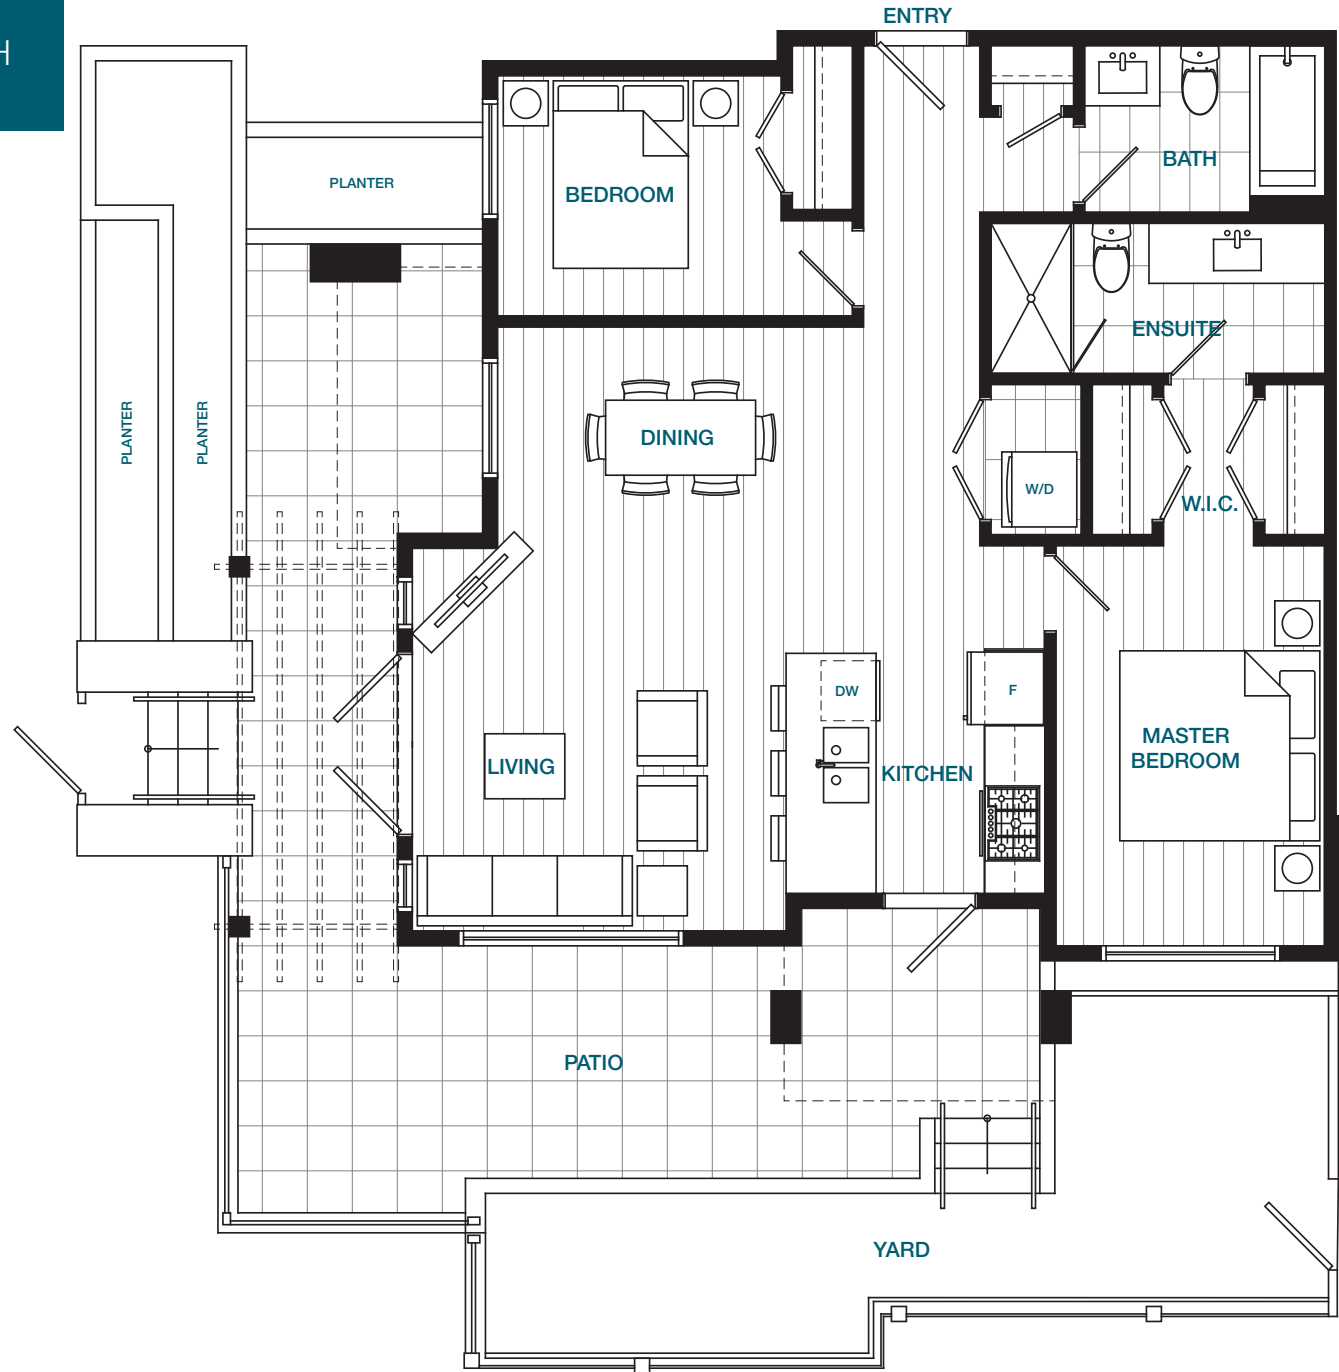 H
ENTRY
BATH
PLANTER
BEDROOM
ENSUITE
PLANTER
PLANTER
DINING
W/D
W.I.C.
DW
F
MASTER
BEDROOM
LIVING
KITCHEN
PATIO
YARD